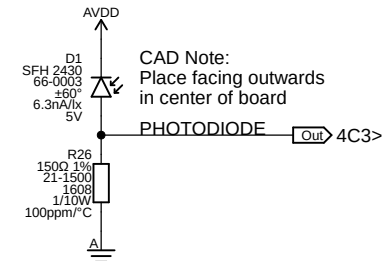 AVDD
D1
SFH 2430
66-0003
±60°
6.3nA/lx
5V
CAD Note:
Place facing outwards
in center of board
PHOTODIODE
Out 4C3>
R26
150Ω 1%
21-1500
1608
1/10W
100ppm/°C
A